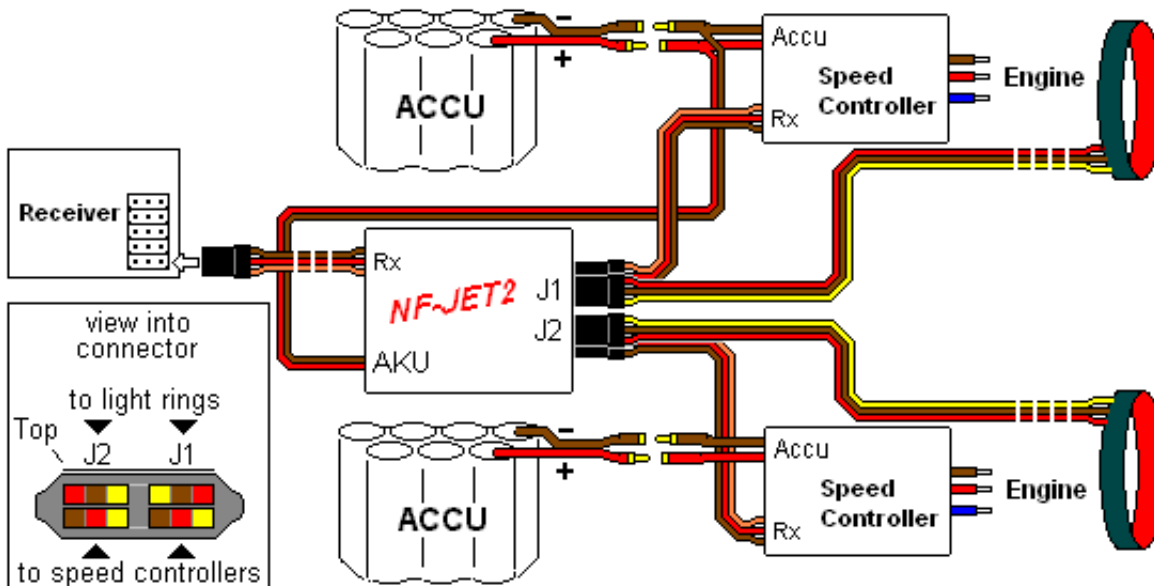 ACCU
-
+
Accu
Speed
Controller
Rx
Engine
Receiver
Rx
NF-JET2
J1
J2
AKU
view into
connector
to light rings
Top
J2 J1
to speed controllers
ACCU
-
+
Accu
Speed
Controller
Rx
Engine